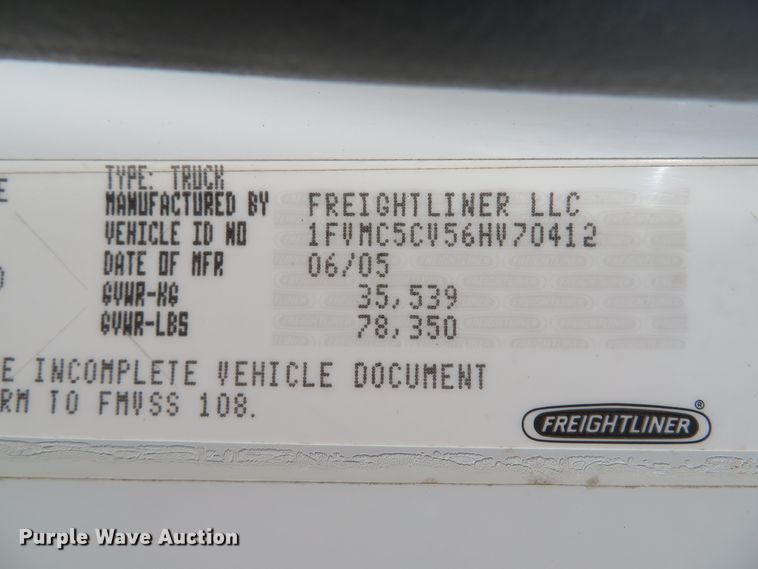 TYPE: TRUCK
MANUFACTURED BY FREIGHTLINER LLC
VEHICLE ID NO 1FVMC5CV56HV70412
DATE OF MFR 06/05
GVWR-KG 35,539
GVWR-LBS 78,350
E INCOMPLETE VEHICLE DOCUMENT
RM TO FMVSS 108.
FREIGHTLINER®
Purple Wave Auction